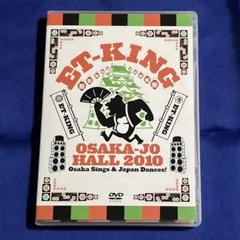 ET-KING
ET-KING
ET-KING
OSAKA-JO
HALL 2010
Osaka Sings & Japan Dances!
DVD